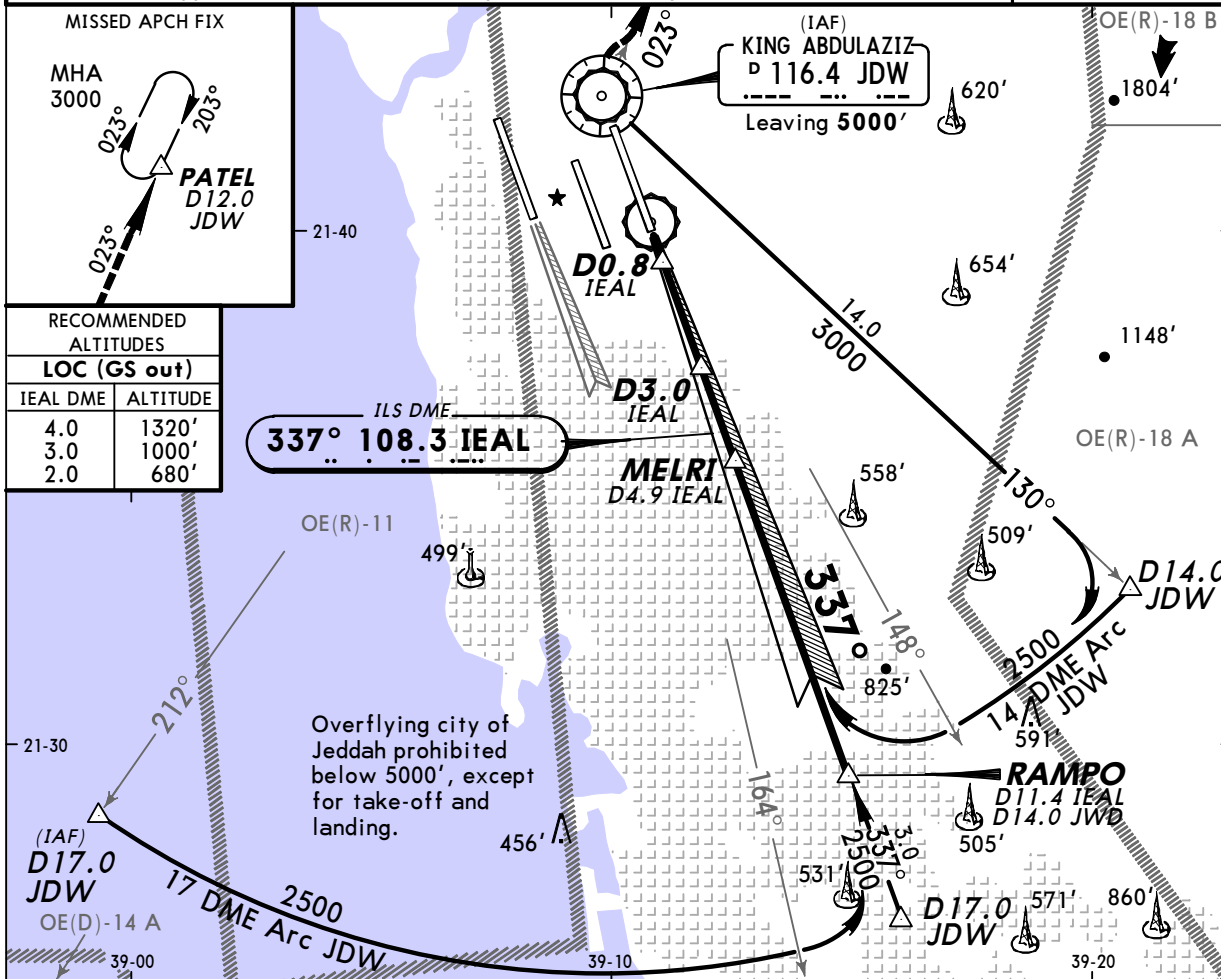 MISSED APCH FIX
MHA
3000
023°
203°
PATEL
D12.0
JDW
023°
023°
(IAF)
KING ABDULAZIZ
D 116.4 JDW
Leaving 5000'
OE(R)-18 B
620'
1804'
21-40
D0.8
IEAL
654'
14.0
3000
1148'
RECOMMENDED
ALTITUDES
LOC (GS out)
IEAL DME ALTITUDE
4.0 1320'
3.0 1000'
2.0 680'
D3.0
IEAL
ILS DME
337° 108.3 IEAL
MELRI
D4.9 IEAL
OE(R)-18 A
558'
130°
OE(R)-11
499'
509'
D14.0
JDW
337°
148°
2500
14 DME Arc
JDW
825'
591'
212°
Overflying city of
Jeddah prohibited
below 5000', except
for take-off and
landing.
21-30
164°
RAMPO
D11.4 IEAL
D14.0 JWD
505'
456'
(IAF)
D17.0
JDW
3.0
337°
2500
531'
2500
17 DME Arc JDW
D17.0
JDW
571'
860'
OE(D)-14 A
39-00
39-10
39-20